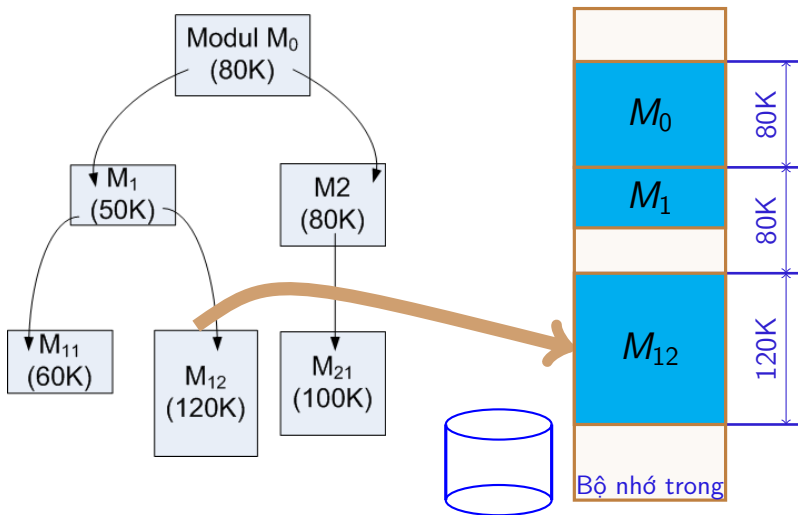 Modul M₀
(80K)
M₁
(50K)
M2
(80K)
M₁₁
(60K)
M₁₂
(120K)
M₂₁
(100K)
M₀
80K
M₁
80K
M₁₂
120K
Bộ nhớ trong